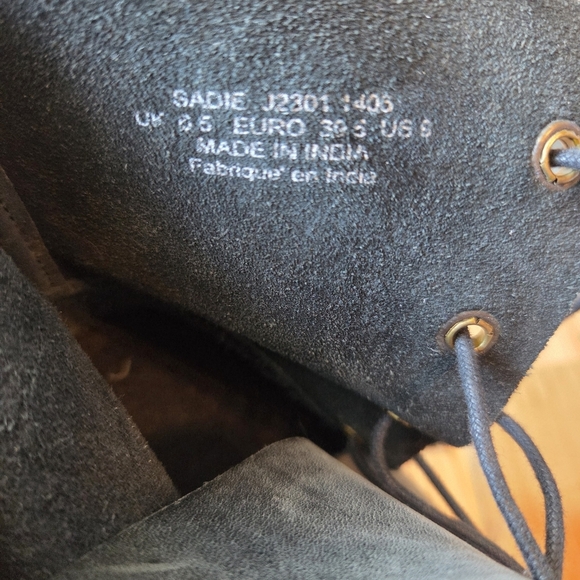 SADIE J2301 1406
UK 6.5 EURO 39.5 US 9
MADE IN INDIA
Fabrique' en India